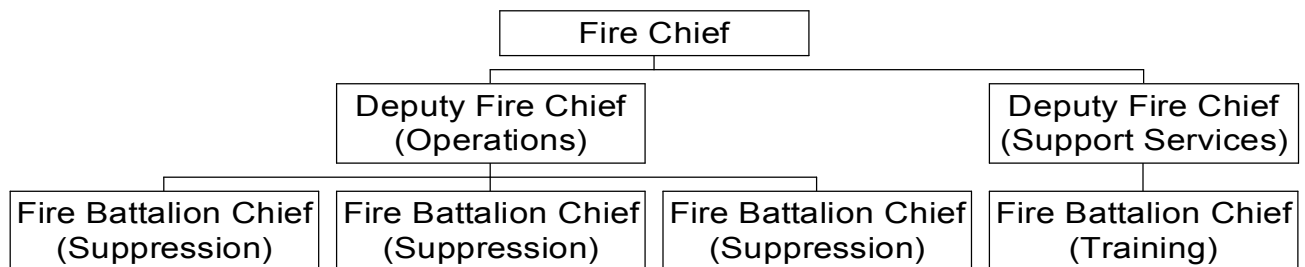 Fire Chief
Deputy Fire Chief
(Operations)
Deputy Fire Chief
(Support Services)
Fire Battalion Chief
(Suppression)
Fire Battalion Chief
(Suppression)
Fire Battalion Chief
(Suppression)
Fire Battalion Chief
(Training)